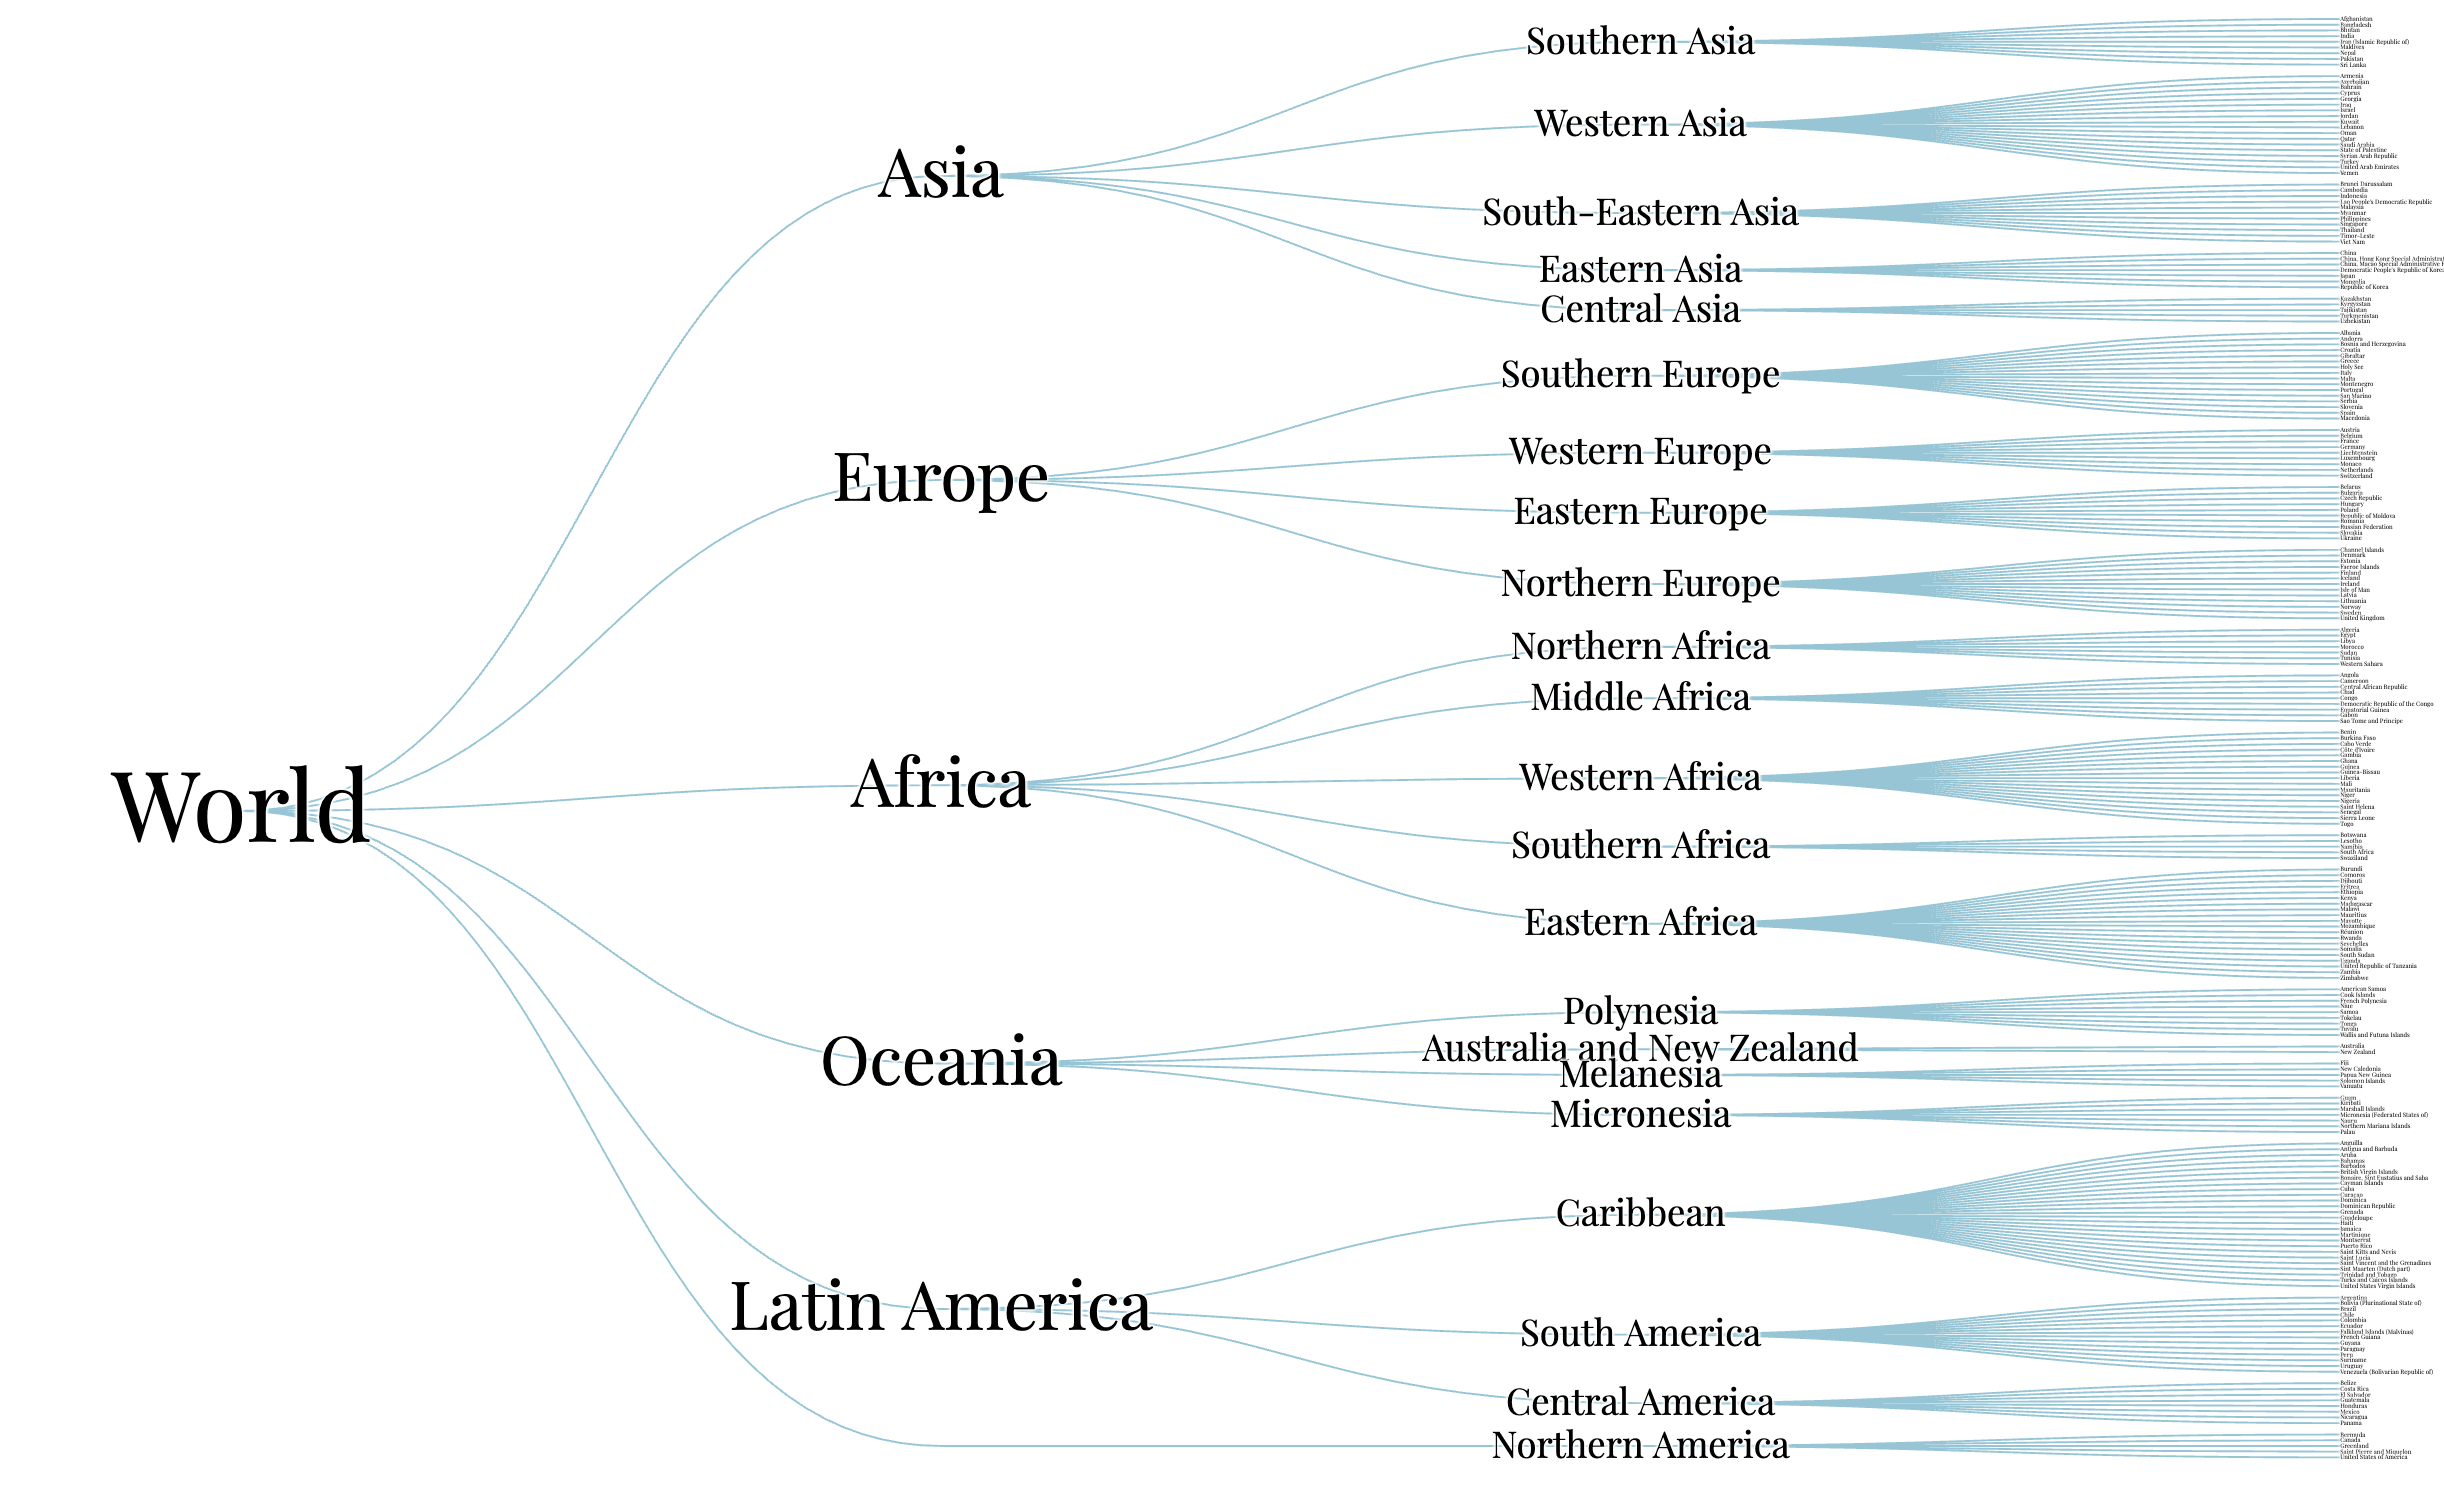 World
Asia
Southern Asia
Afghanistan
Bangladesh
Bhutan
India
Iran (Islamic Republic of)
Maldives
Nepal
Pakistan
Sri Lanka
Western Asia
Armenia
Azerbaijan
Bahrain
Cyprus
Georgia
Iraq
Israel
Jordan
Kuwait
Lebanon
Oman
Qatar
Saudi Arabia
State of Palestine
Syrian Arab Republic
Turkey
United Arab Emirates
Yemen
South-Eastern Asia
Brunei Darussalam
Cambodia
Indonesia
Lao People's Democratic Republic
Malaysia
Myanmar
Philippines
Singapore
Thailand
Timor-Leste
Viet Nam
Eastern Asia
China
China, Hong Kong Special Administrat
China, Macao Special Administrative
Democratic People's Republic of Korea
Japan
Mongolia
Republic of Korea
Central Asia
Kazakhstan
Kyrgyzstan
Tajikistan
Turkmenistan
Uzbekistan
Europe
Southern Europe
Albania
Andorra
Bosnia and Herzegovina
Croatia
Gibraltar
Greece
Holy See
Italy
Malta
Montenegro
Portugal
San Marino
Serbia
Slovenia
Spain
Macedonia
Western Europe
Austria
Belgium
France
Germany
Liechtenstein
Luxembourg
Monaco
Netherlands
Switzerland
Eastern Europe
Belarus
Bulgaria
Czech Republic
Hungary
Poland
Republic of Moldova
Romania
Russian Federation
Slovakia
Ukraine
Northern Europe
Channel Islands
Denmark
Estonia
Faeroe Islands
Finland
Iceland
Ireland
Isle of Man
Latvia
Lithuania
Norway
Sweden
United Kingdom
Africa
Northern Africa
Algeria
Egypt
Libya
Morocco
Sudan
Tunisia
Western Sahara
Middle Africa
Angola
Cameroon
Central African Republic
Chad
Congo
Democratic Republic of the Congo
Equatorial Guinea
Gabon
Sao Tome and Principe
Western Africa
Benin
Burkina Faso
Cabo Verde
Côte d'Ivoire
Gambia
Ghana
Guinea
Guinea-Bissau
Liberia
Mali
Mauritania
Niger
Nigeria
Saint Helena
Senegal
Sierra Leone
Togo
Southern Africa
Botswana
Lesotho
Namibia
South Africa
Swaziland
Eastern Africa
Burundi
Comoros
Djibouti
Eritrea
Ethiopia
Kenya
Madagascar
Malawi
Mauritius
Mayotte
Mozambique
Réunion
Rwanda
Seychelles
Somalia
South Sudan
Uganda
United Republic of Tanzania
Zambia
Zimbabwe
Oceania
Polynesia
American Samoa
Cook Islands
French Polynesia
Niue
Samoa
Tokelau
Tonga
Tuvalu
Wallis and Futuna Islands
Australia and New Zealand
Australia
New Zealand
Melanesia
Fiji
New Caledonia
Papua New Guinea
Solomon Islands
Vanuatu
Micronesia
Guam
Kiribati
Marshall Islands
Micronesia (Federated States of)
Nauru
Northern Mariana Islands
Palau
Latin America
Caribbean
Anguilla
Antigua and Barbuda
Aruba
Bahamas
Barbados
British Virgin Islands
Bonaire, Sint Eustatius and Saba
Cayman Islands
Cuba
Curaçao
Dominica
Dominican Republic
Grenada
Guadeloupe
Haiti
Jamaica
Martinique
Montserrat
Puerto Rico
Saint Kitts and Nevis
Saint Lucia
Saint Vincent and the Grenadines
Sint Maarten (Dutch part)
Trinidad and Tobago
Turks and Caicos Islands
United States Virgin Islands
South America
Argentina
Bolivia (Plurinational State of)
Brazil
Chile
Colombia
Ecuador
Falkland Islands (Malvinas)
French Guiana
Guyana
Paraguay
Peru
Suriname
Uruguay
Venezuela (Bolivarian Republic of)
Central America
Belize
Costa Rica
El Salvador
Guatemala
Honduras
Mexico
Nicaragua
Panama
Northern America
Bermuda
Canada
Greenland
Saint Pierre and Miquelon
United States of America